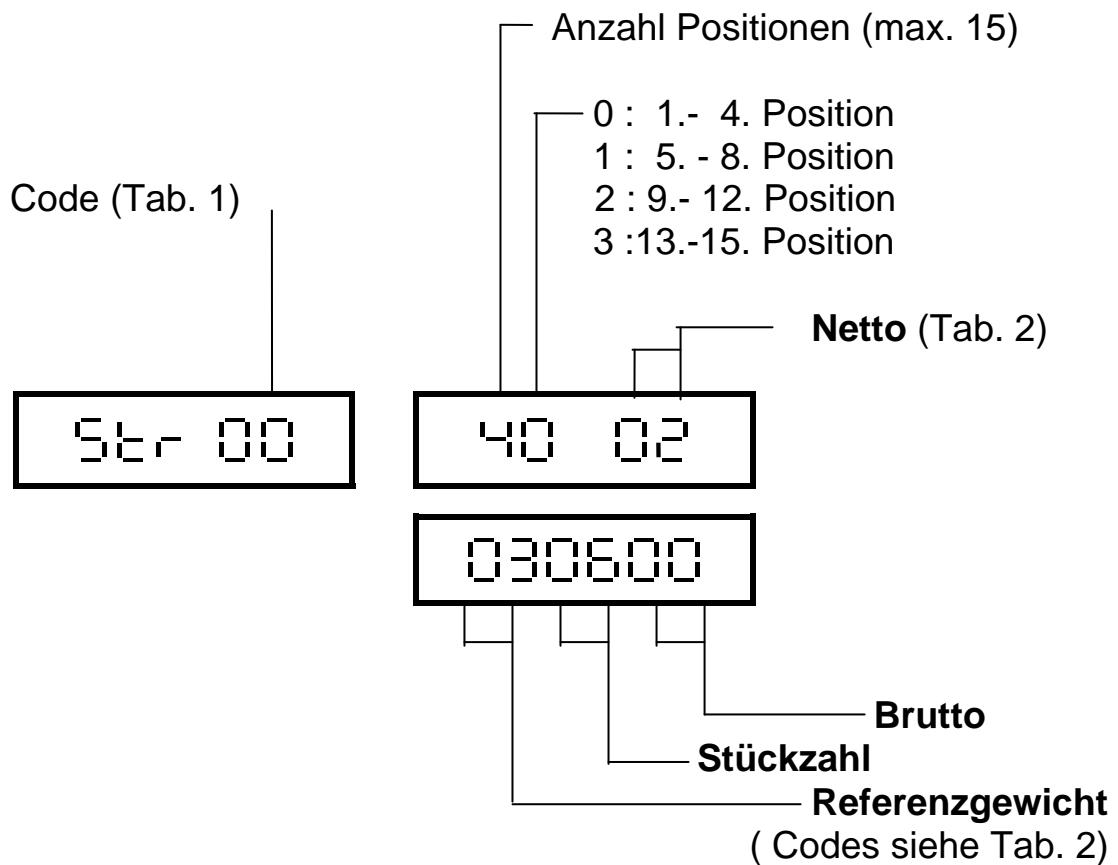 Anzahl Positionen (max. 15)
0 : 1.- 4. Position
1 : 5. - 8. Position
Code (Tab. 1)
2 : 9.- 12. Position
3 :13.-15. Position
Netto (Tab. 2)
Str 00
40 02
030600
Brutto
Stückzahl
Referenzgewicht
( Codes siehe Tab. 2)